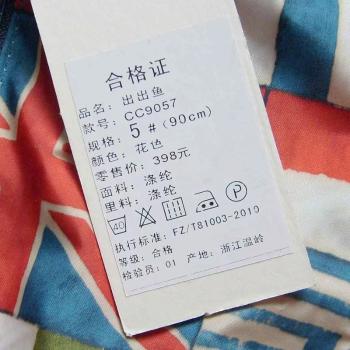 合格证
品名：出出鱼
款号：CC9057
规格：5＃(90cm)
颜色：花色
零售价：398元
面料：涤纶
里料：涤纶
40 P
执行标准：FZ/T81003-2010
等级：合格
检验员：01 产地：浙江温岭